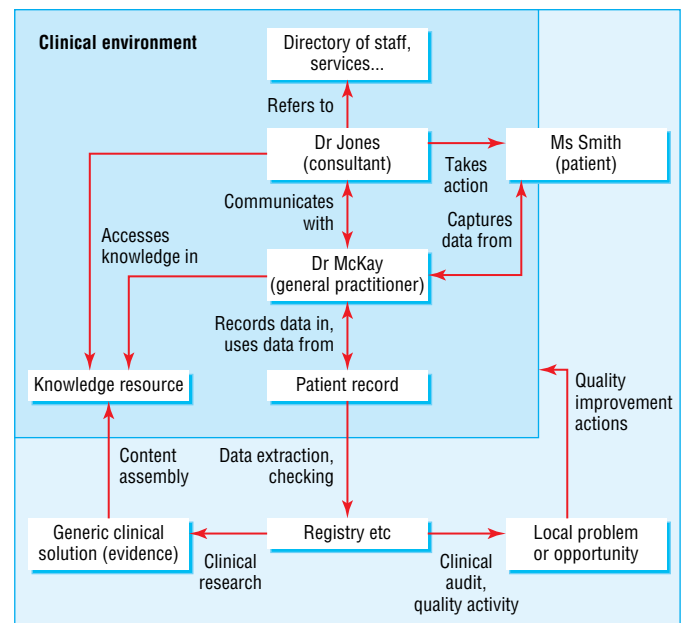 Clinical environment
Directory of staff,
services...
Refers to
Dr Jones
(consultant)
Ms Smith
(patient)
Takes
action
Communicates
with
Captures
data from
Accesses
knowledge in
Dr McKay
(general practitioner)
Records data in,
uses data from
Knowledge resource
Patient record
Quality
improvement
actions
Content
assembly
Data extraction,
checking
Generic clinical
solution (evidence)
Registry etc
Local problem
or opportunity
Clinical
research
Clinical
audit,
quality activity